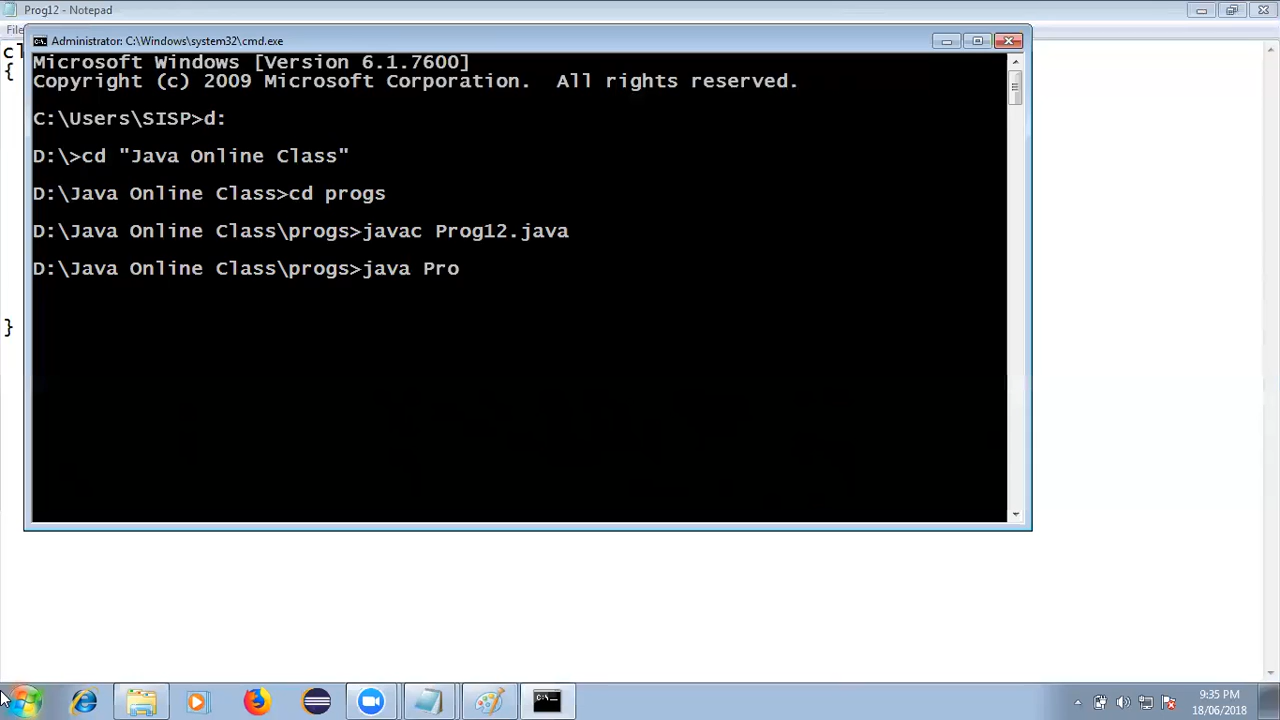 Prog12 - Notepad
File
Administrator: C:\Windows\system32\cmd.exe
cl
{
Microsoft Windows [Version 6.1.7600]
Copyright (c) 2009 Microsoft Corporation.  All rights reserved.
C:\Users\SISP>d:
D:\>cd "Java Online Class"
D:\Java Online Class>cd progs
D:\Java Online Class\progs>javac Prog12.java
D:\Java Online Class\progs>java Pro
}
9:35 PM
18/06/2018